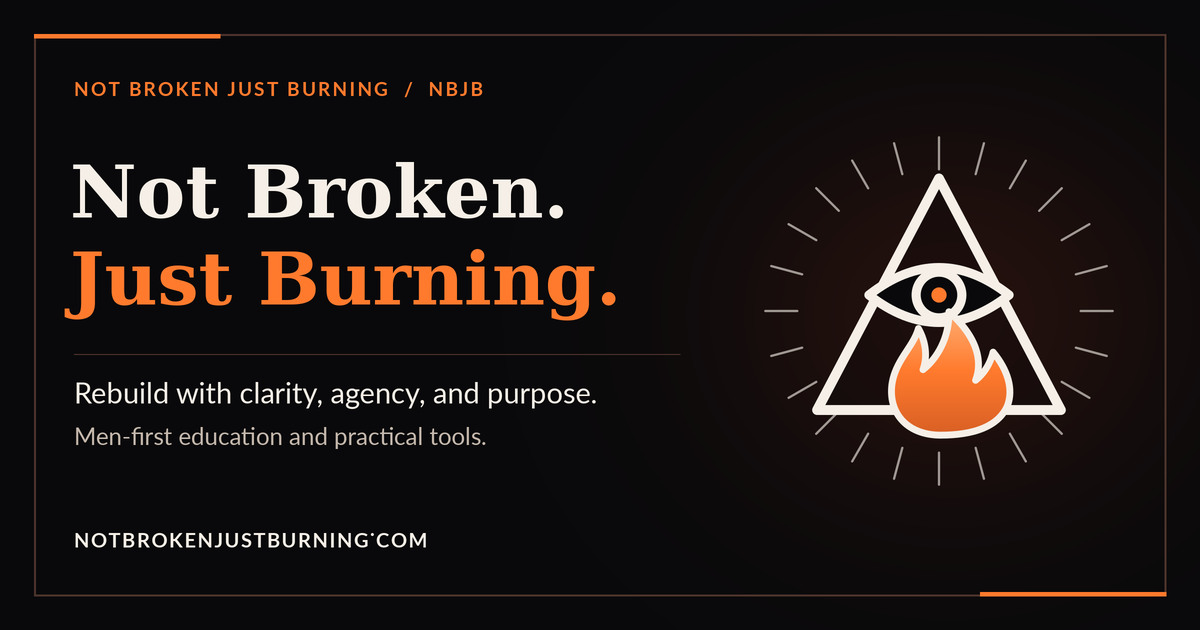 NOT BROKEN JUST BURNING / NBJB
Not Broken.
Just Burning.
Rebuild with clarity, agency, and purpose.
Men-first education and practical tools.
NOTBROKENJUSTBURNING·COM